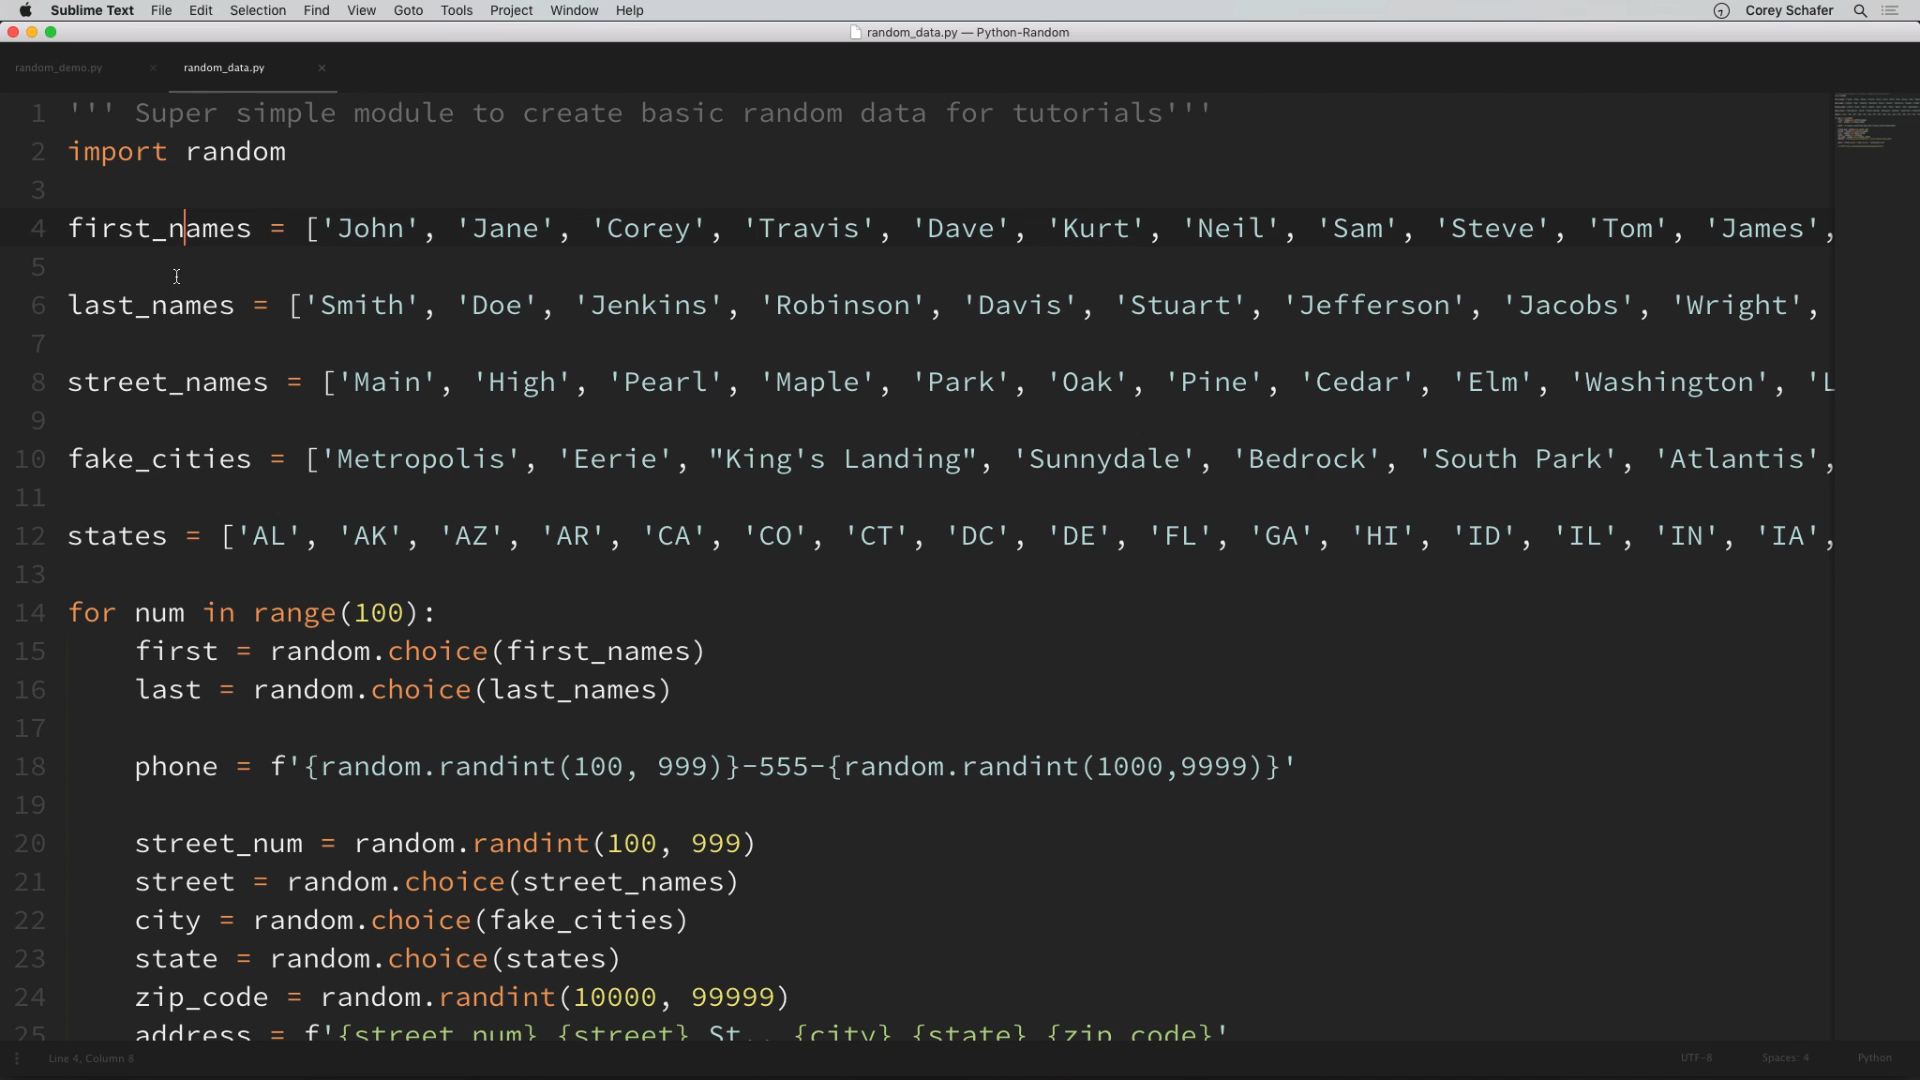 Sublime Text File Edit Selection Find View Goto Tools Project Window Help Corey Schafer
random_data.py — Python-Random
random_demo.py × random_data.py ×
1 ''' Super simple module to create basic random data for tutorials'''
2 import random
3
4 first_names = ['John', 'Jane', 'Corey', 'Travis', 'Dave', 'Kurt', 'Neil', 'Sam', 'Steve', 'Tom', 'James',
5
6 last_names = ['Smith', 'Doe', 'Jenkins', 'Robinson', 'Davis', 'Stuart', 'Jefferson', 'Jacobs', 'Wright',
7
8 street_names = ['Main', 'High', 'Pearl', 'Maple', 'Park', 'Oak', 'Pine', 'Cedar', 'Elm', 'Washington', 'L
9
10 fake_cities = ['Metropolis', 'Eerie', "King's Landing", 'Sunnydale', 'Bedrock', 'South Park', 'Atlantis',
11
12 states = ['AL', 'AK', 'AZ', 'AR', 'CA', 'CO', 'CT', 'DC', 'DE', 'FL', 'GA', 'HI', 'ID', 'IL', 'IN', 'IA',
13
14 for num in range(100):
15 first = random.choice(first_names)
16 last = random.choice(last_names)
17
18 phone = f'{random.randint(100, 999)}-555-{random.randint(1000,9999)}'
19
20 street_num = random.randint(100, 999)
21 street = random.choice(street_names)
22 city = random.choice(fake_cities)
23 state = random.choice(states)
24 zip_code = random.randint(10000, 99999)
25 address = f'{street_num} {street} St., {city} {state} {zip_code}'
Line 4, Column 8 UTF-8 Spaces: 4 Python